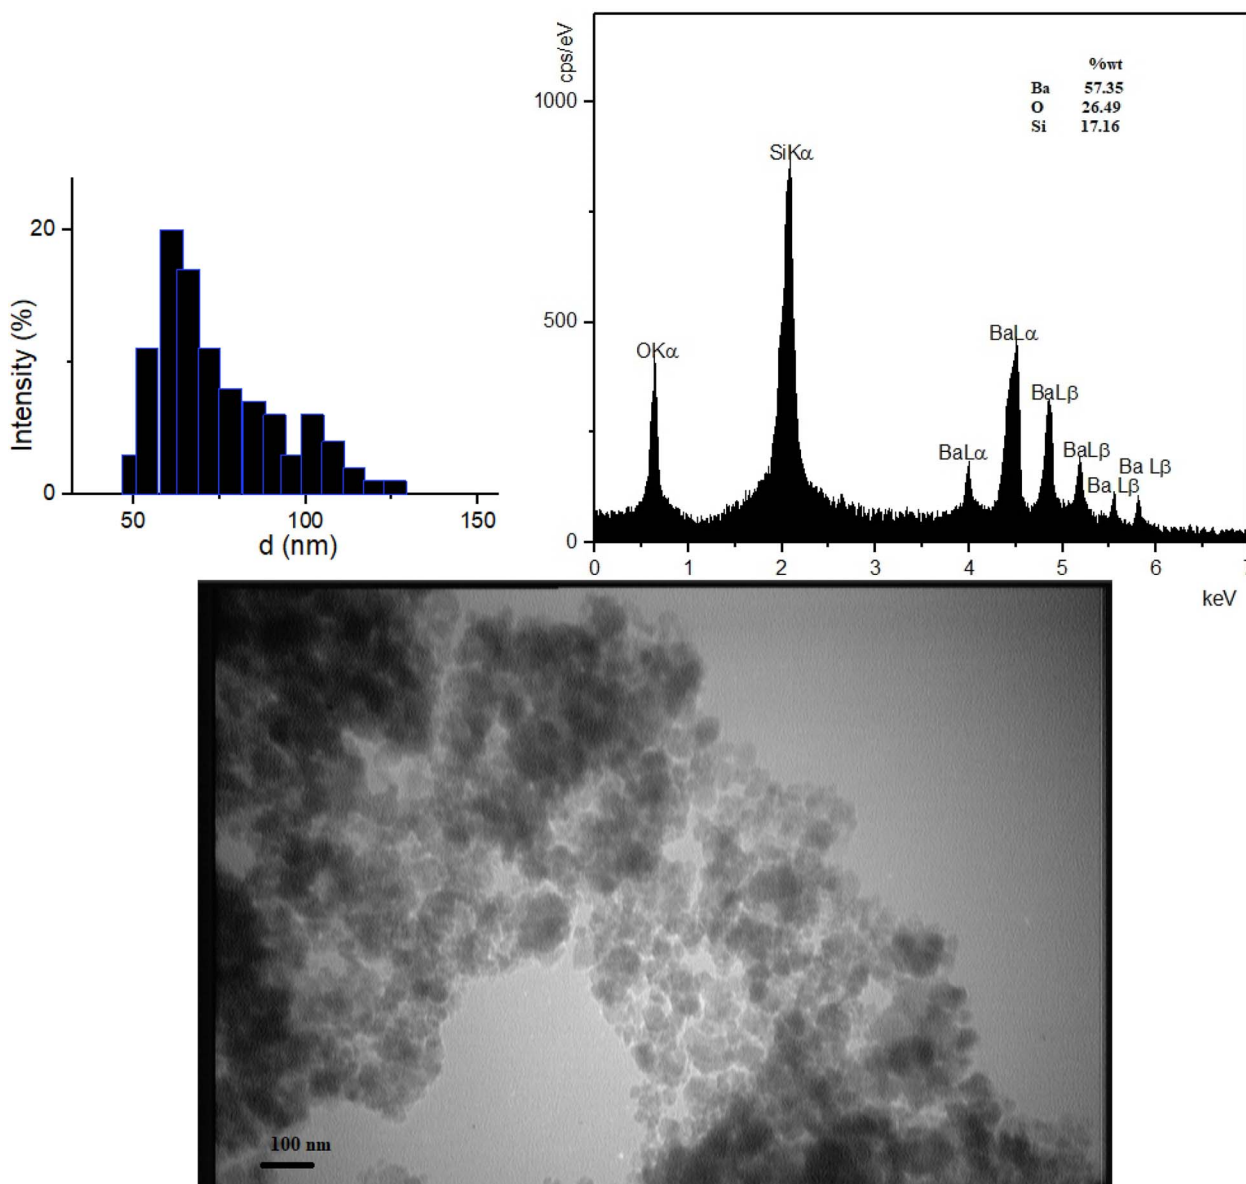 20
Intensity (%)
0
50
100
150
d (nm)
cps/eV
1000
500
0
%wt
Ba 57.35
O 26.49
Si 17.16
OKα
SiKα
BaLα
BaLα
BaLβ
BaLβ
Ba Lβ
Ba Lβ
0 1 2 3 4 5 6 7
keV
100 nm